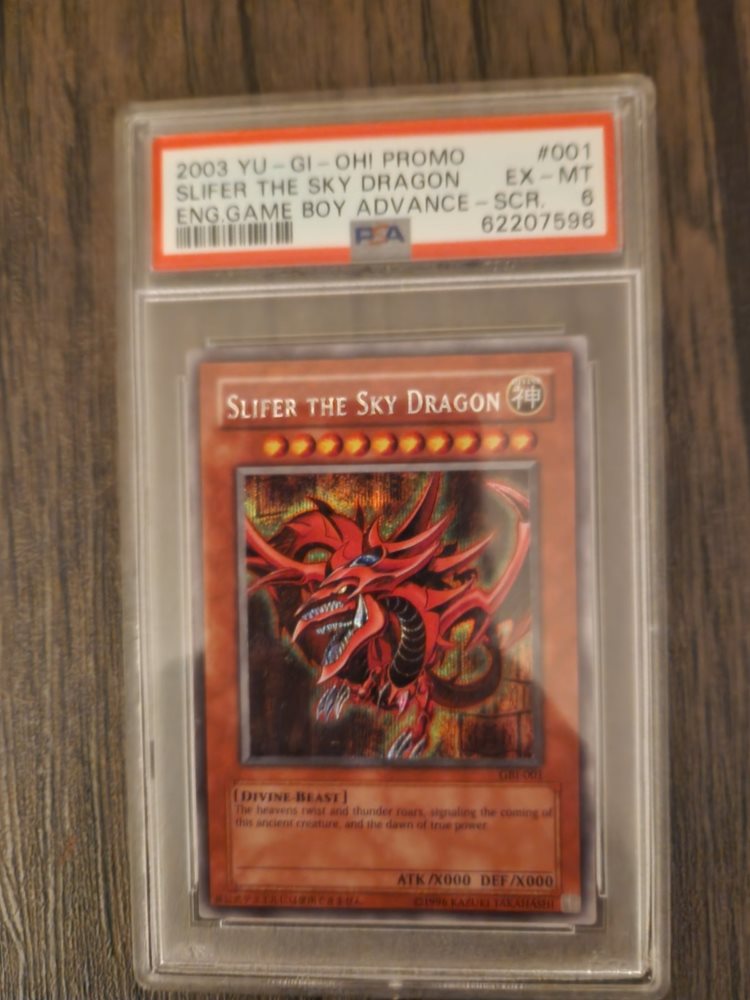 2003 YU-GI-OH! PROMO #001
SLIFER THE SKY DRAGON EX-MT
ENG.GAME BOY ADVANCE-SCR. 6
PSA 62207596
SLIFER THE SKY DRAGON 神
GBI-001
[DIVINE-BEAST]
The heavens twist and thunder roars, signaling the coming of
this ancient creature, and the dawn of true power.
ATK/X000 DEF/X000
©1996 KAZUKI TAKAHASHI